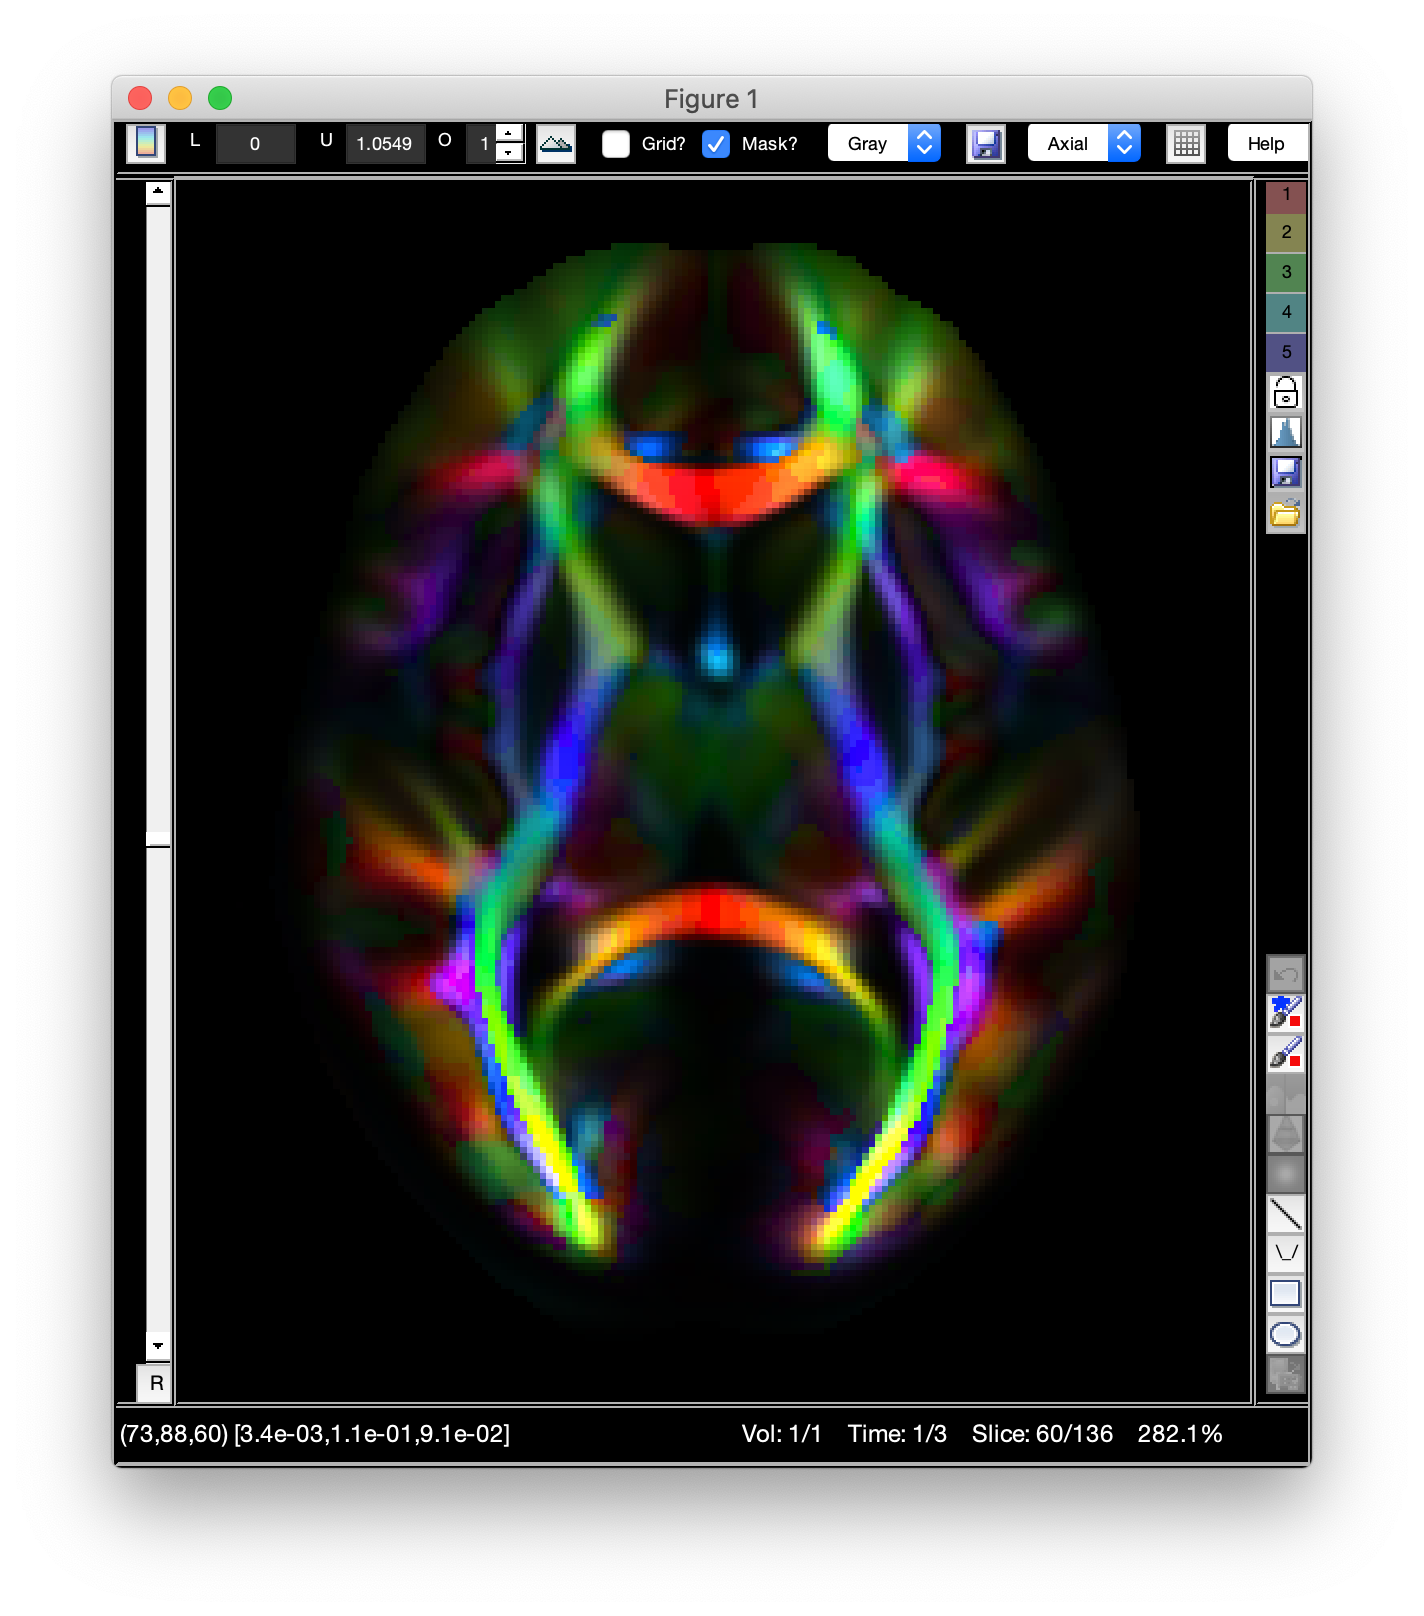 Figure 1
L 0 U 1.0549 O 1 Grid? Mask? Gray Axial Help
1
2
3
4
5
R
(73,88,60) [3.4e-03,1.1e-01,9.1e-02] Vol: 1/1 Time: 1/3 Slice: 60/136 282.1%